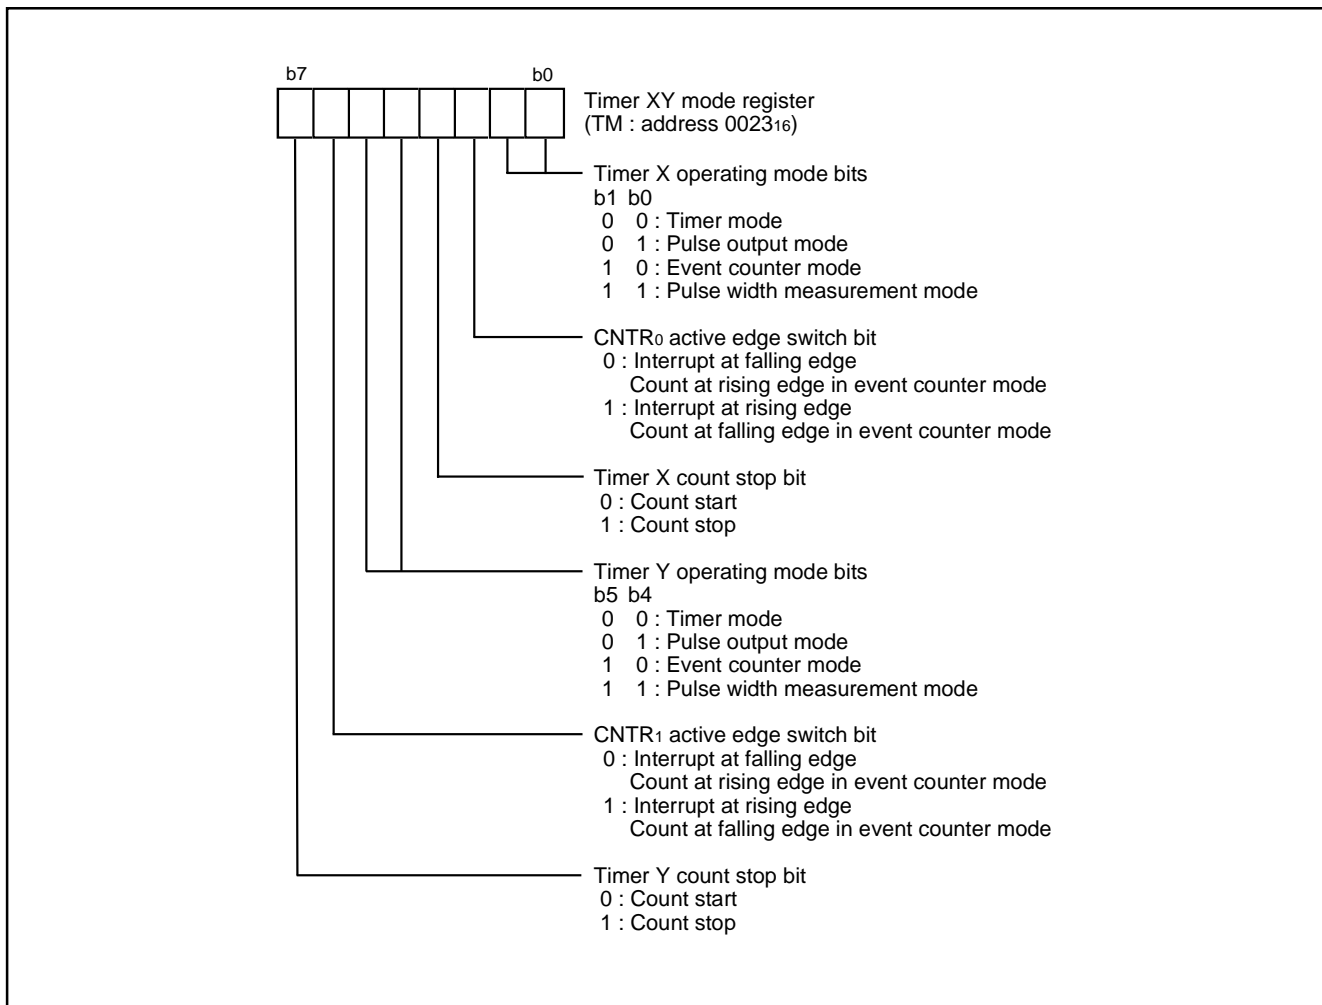 b7 b0
Timer XY mode register
(TM : address 002316)
Timer X operating mode bits
b1 b0
0 0 : Timer mode
0 1 : Pulse output mode
1 0 : Event counter mode
1 1 : Pulse width measurement mode
CNTR0 active edge switch bit
0 : Interrupt at falling edge
Count at rising edge in event counter mode
1 : Interrupt at rising edge
Count at falling edge in event counter mode
Timer X count stop bit
0 : Count start
1 : Count stop
Timer Y operating mode bits
b5 b4
0 0 : Timer mode
0 1 : Pulse output mode
1 0 : Event counter mode
1 1 : Pulse width measurement mode
CNTR1 active edge switch bit
0 : Interrupt at falling edge
Count at rising edge in event counter mode
1 : Interrupt at rising edge
Count at falling edge in event counter mode
Timer Y count stop bit
0 : Count start
1 : Count stop